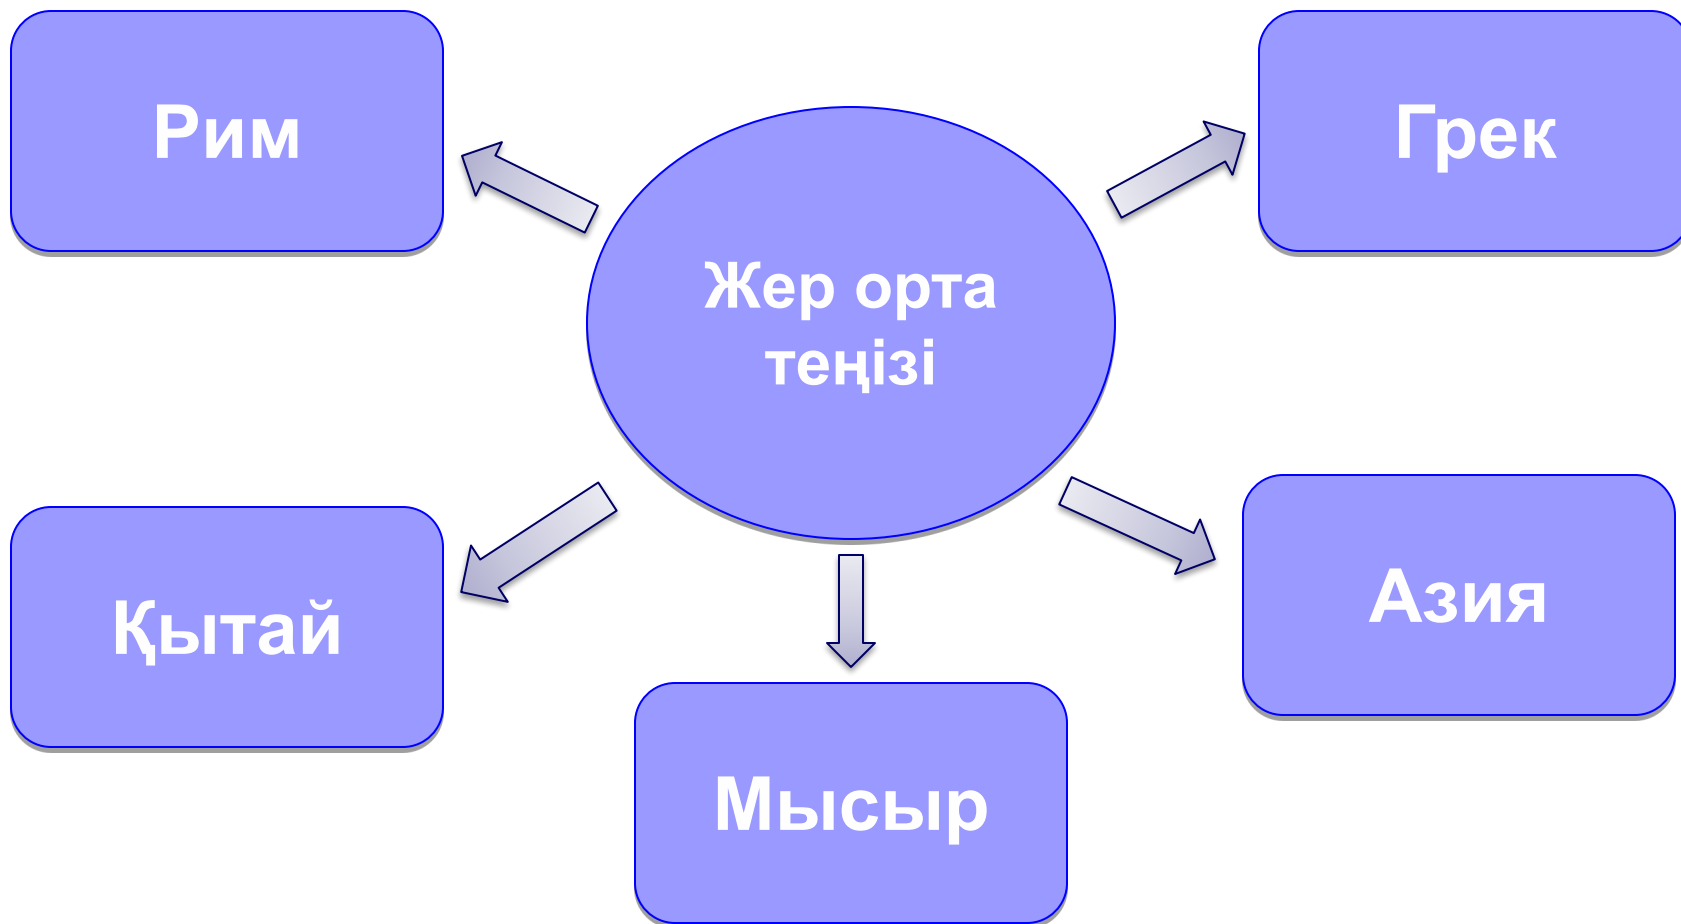 Рим
Грек
Жер орта
теңізі
Қытай
Азия
Мысыр